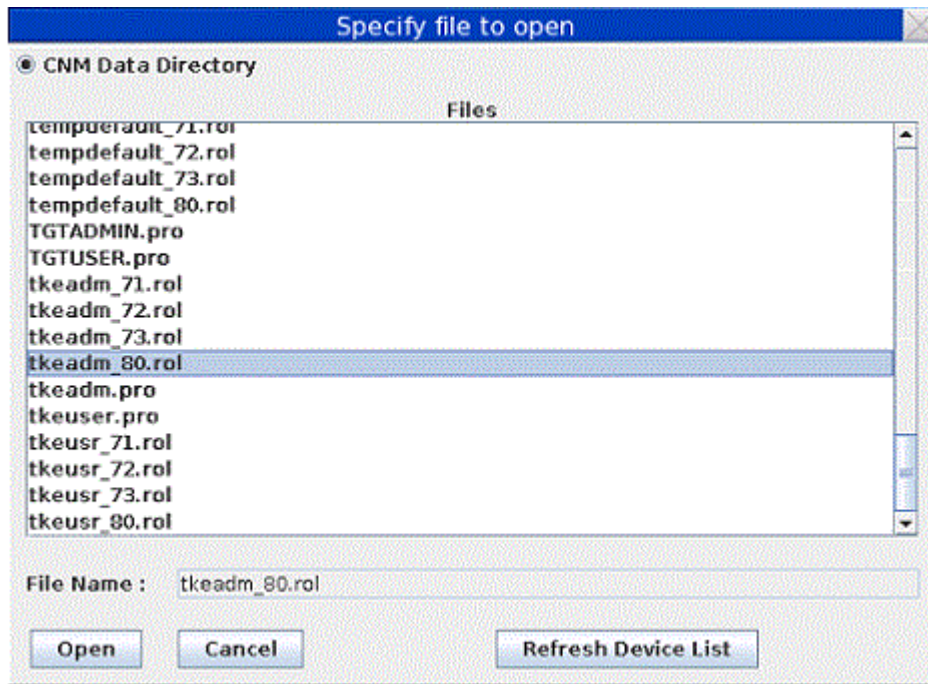 Specify file to open
CNM Data Directory
Files
tempdefault_71.rol
tempdefault_72.rol
tempdefault_73.rol
tempdefault_80.rol
TGTADMIN.pro
TGTUSER.pro
tkeadm_71.rol
tkeadm_72.rol
tkeadm_73.rol
tkeadm_80.rol
tkeadm.pro
tkeuser.pro
tkeusr_71.rol
tkeusr_72.rol
tkeusr_73.rol
tkeusr_80.rol
File Name : tkeadm_80.rol
Open Cancel Refresh Device List